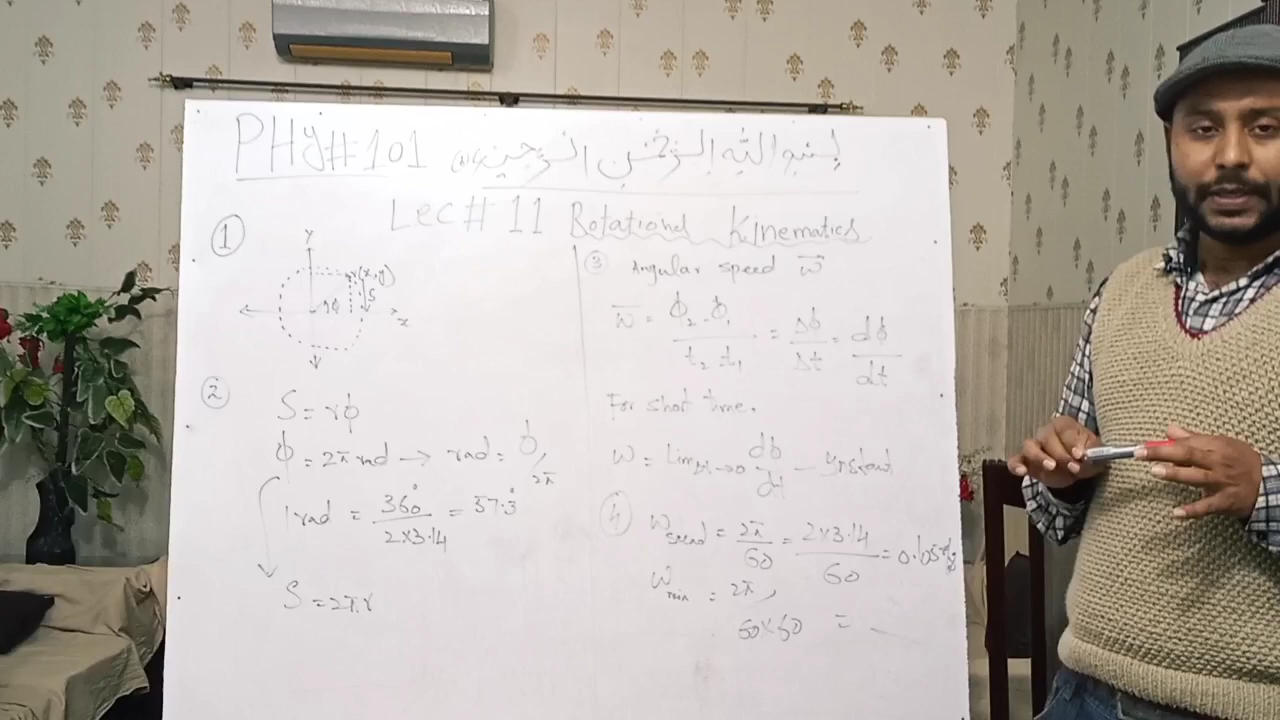 PHY#101
بسم الله الرحمن الرحيم
Lec# 11 Rotational Kinematics
①
y
(x,y)
S
rϕ
x
②
S = rϕ
ϕ = 2π rad → rad = ϕ/2π
1 rad = 360°/2×3.14 = 57.3°
S = 2πr
③ Angular speed ω
ω = ϕ₂-ϕ₁/t₂-t₁ = Δϕ/Δt = dϕ/dt
For short time.
ω = Lim Δt→0 dϕ/dt
④
ω = 2π/60 = 2×3.14/60 = 0.105
ω min = 2π/60×60 =